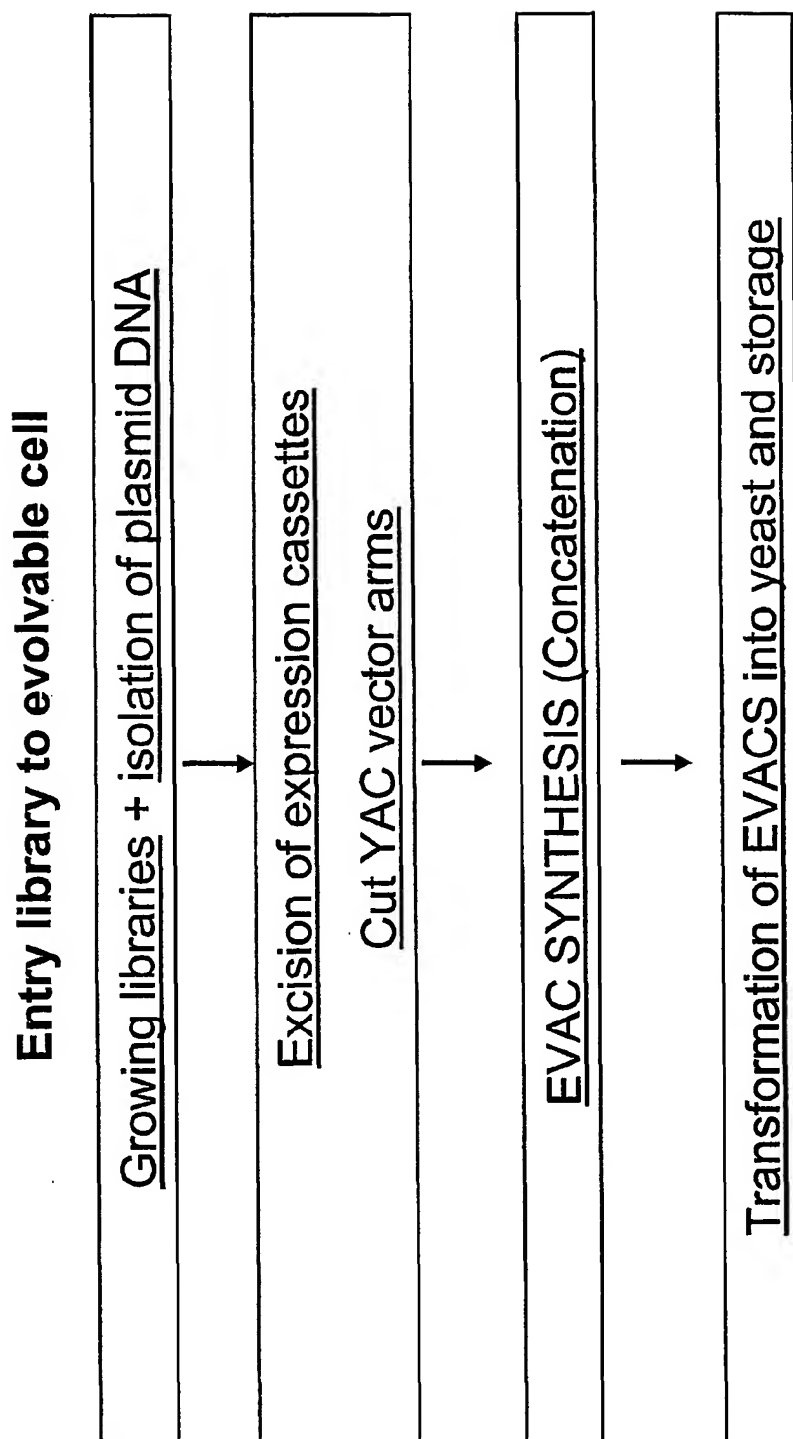 Entry library to evolvable cell
Growing libraries + isolation of plasmid DNA
Excision of expression cassettes
Cut YAC vector arms
EVAC SYNTHESIS (Concatenation)
Transformation of EVACS into yeast and storage